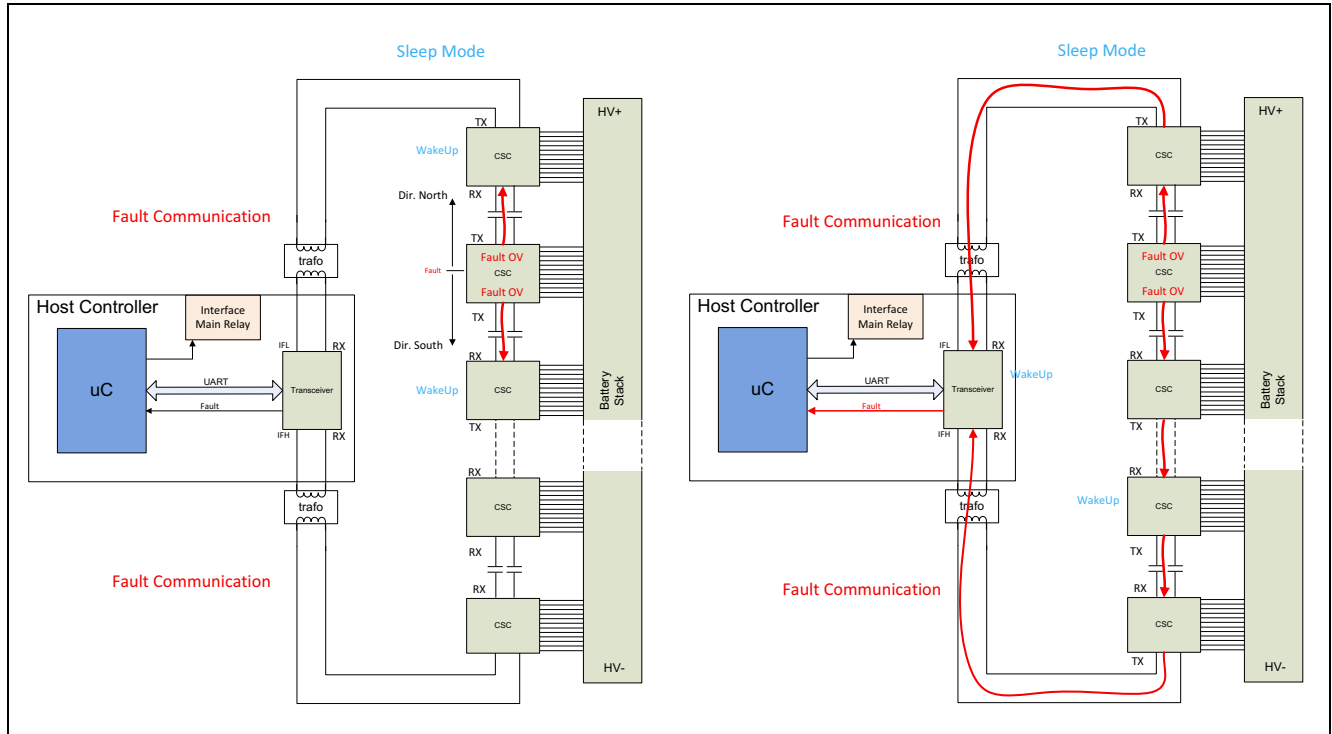 Sleep Mode
HV+
TX
CSC
WakeUp
RX
Dir. North
Fault Communication
TX
Fault OV
CSC
Fault OV
Fault
trafo
TX
Host Controller
Interface
Main Relay
Dir. South
RX
IFL
RX
uC
UART
Transceiver
CSC
WakeUp
Fault
IFH
RX
TX
Battery
Stack
RX
CSC
trafo
RX
Fault Communication
RX
CSC
HV-
Sleep Mode
HV+
TX
CSC
RX
Fault Communication
TX
Fault OV
CSC
Fault OV
trafo
TX
Host Controller
Interface
Main Relay
RX
IFL
RX
uC
UART
Transceiver
WakeUp
CSC
Fault
IFH
RX
TX
Battery
Stack
RX
CSC
WakeUp
trafo
TX
Fault Communication
RX
CSC
TX
HV-